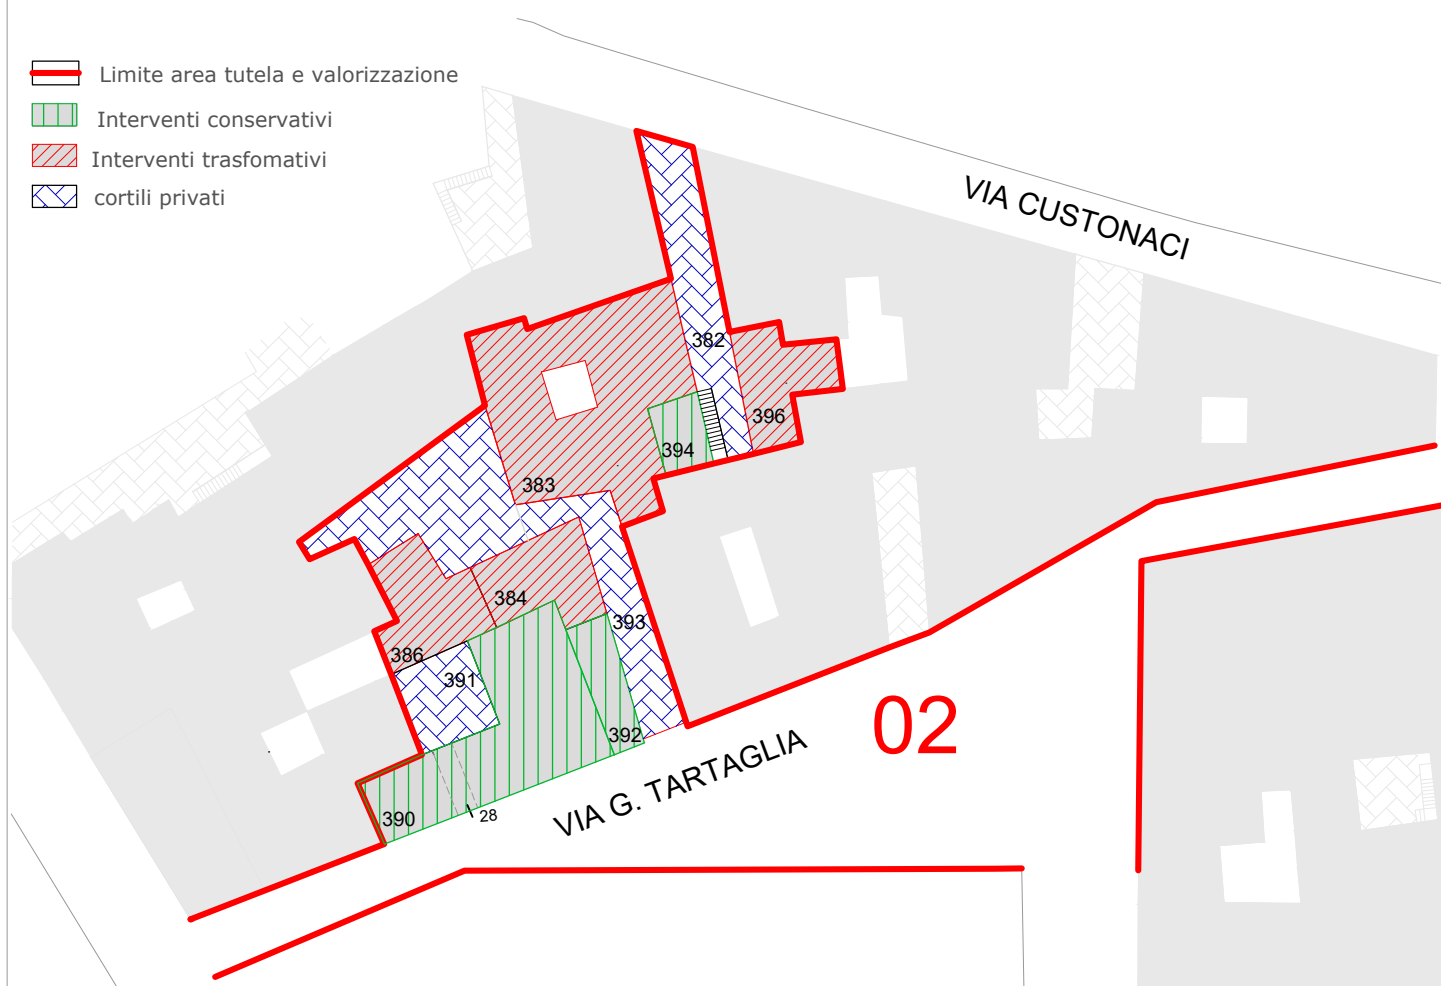 Limite area tutela e valorizzazione
Interventi conservativi
Interventi trasfomativi
cortili privati
VIA CUSTONACI
382
396
394
383
384
393
386
391
392
02
390
28
VIA G. TARTAGLIA